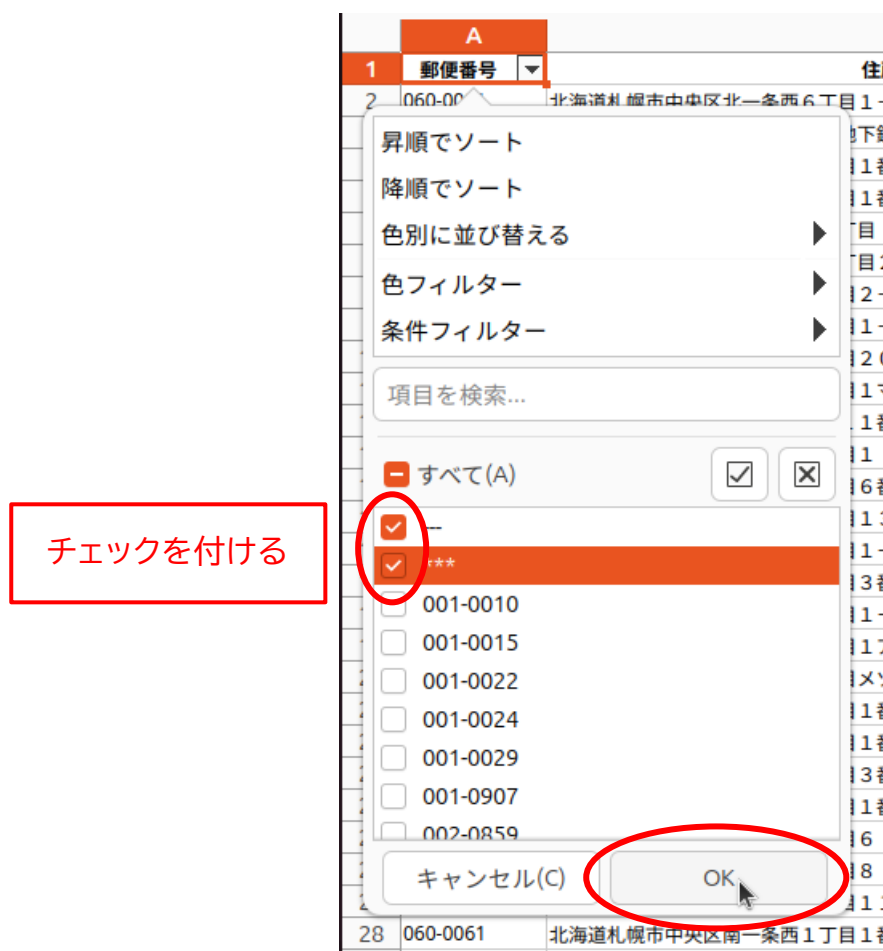 A
1 郵便番号
2 060-00
北海道札幌市中央区北一条西６丁目１
昇順でソート
降順でソート
色別に並び替える
色フィルター
条件フィルター
項目を検索...
すべて(A)
チェックを付ける
---
***
001-0010
001-0015
001-0022
001-0024
001-0029
001-0907
002-0859
キャンセル(C)
OK
28 060-0061 北海道札幌市中央区南一条西１丁目１